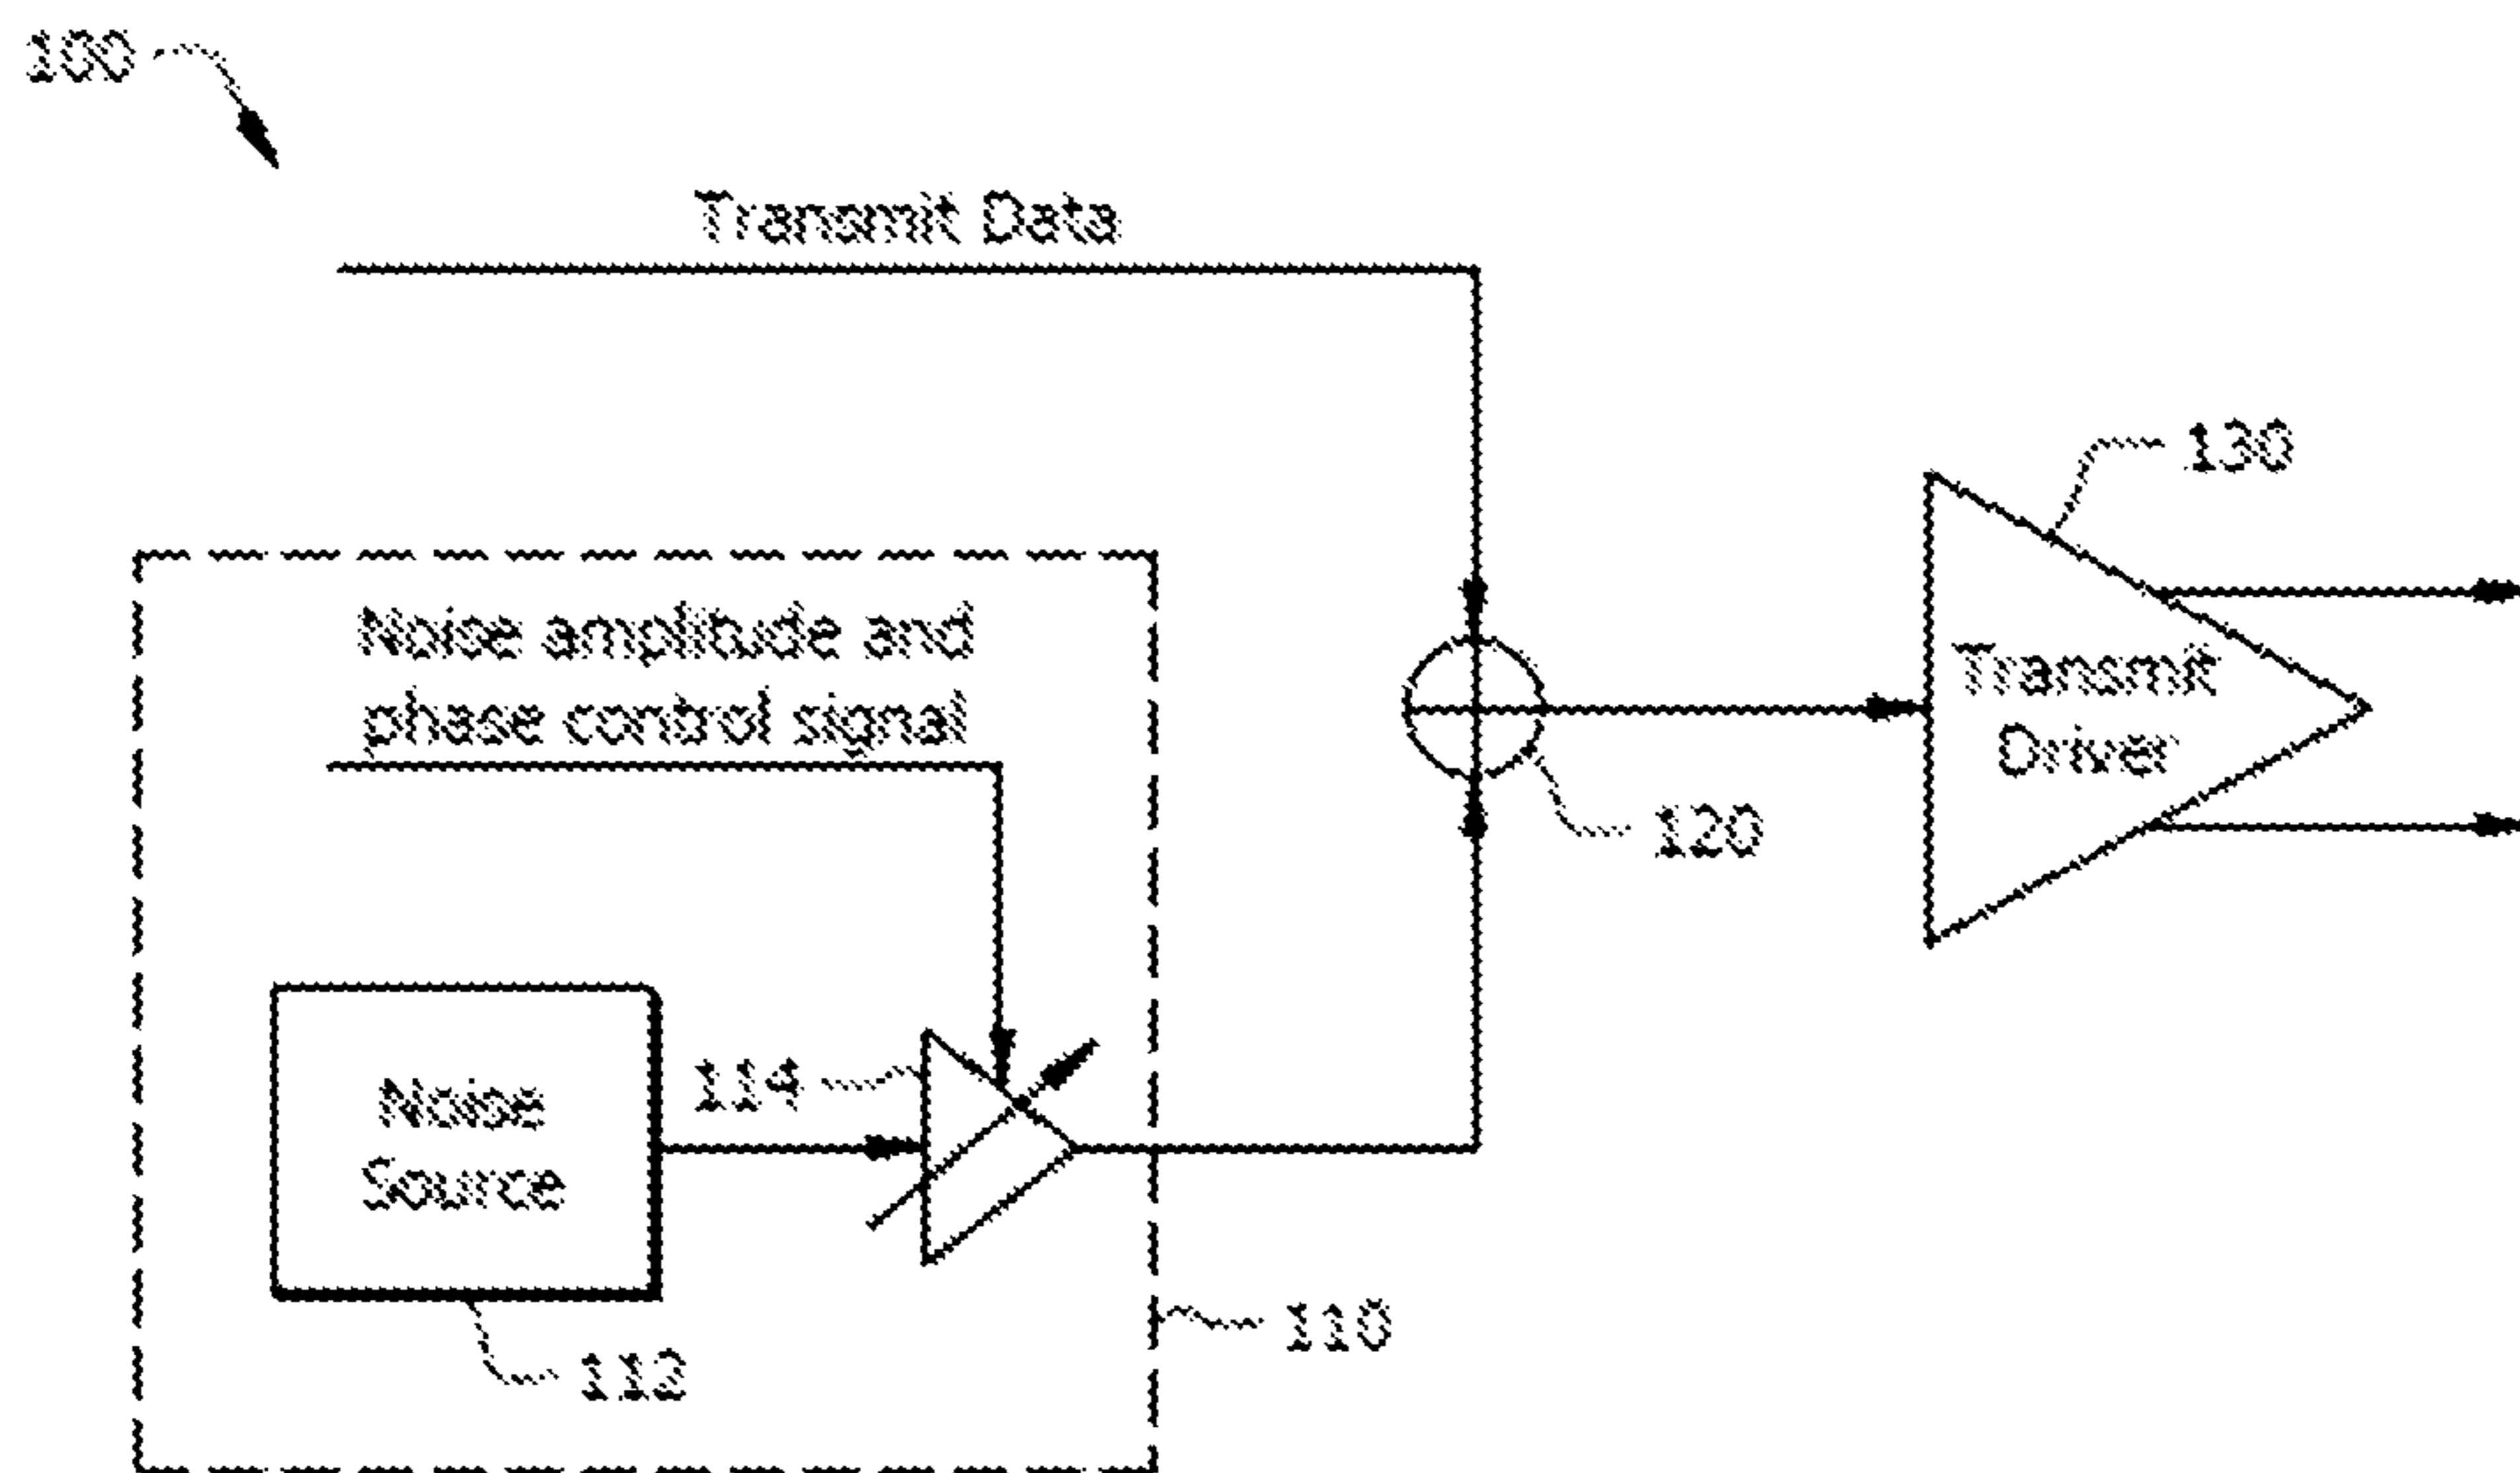 100
Transmit Data
130
Noise amplitude and
phase control signal
Transmit
Driver
120
114
Noise
Source
110
112